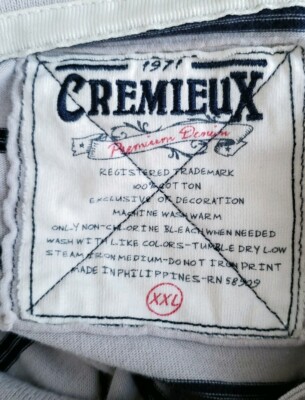 1971
CREMIEUX
Premium Denim
REGISTERED TRADEMARK
100% COTTON
EXCLUSIVE OF DECORATION
MACHINE WASH WARM
ONLY NON-CHLORINE BLEACH WHEN NEEDED
WASH WITH LIKE COLORS-TUMBLE DRY LOW
STEAM IRON MEDIUM-DO NOT IRON PRINT
MADE IN PHILIPPINES-RN 58909
XXL